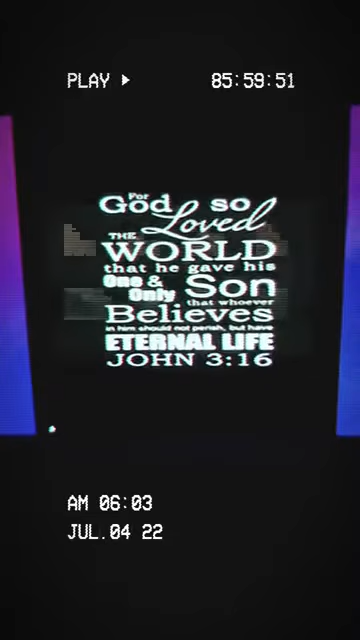 PLAY
85:59:51
For
God so
Loved
THE
WORLD
that he gave his
One & Only Son
that whoever
Believes
in him should not perish, but have
ETERNAL LIFE
JOHN 3:16
AM 06:03
JUL.04 22